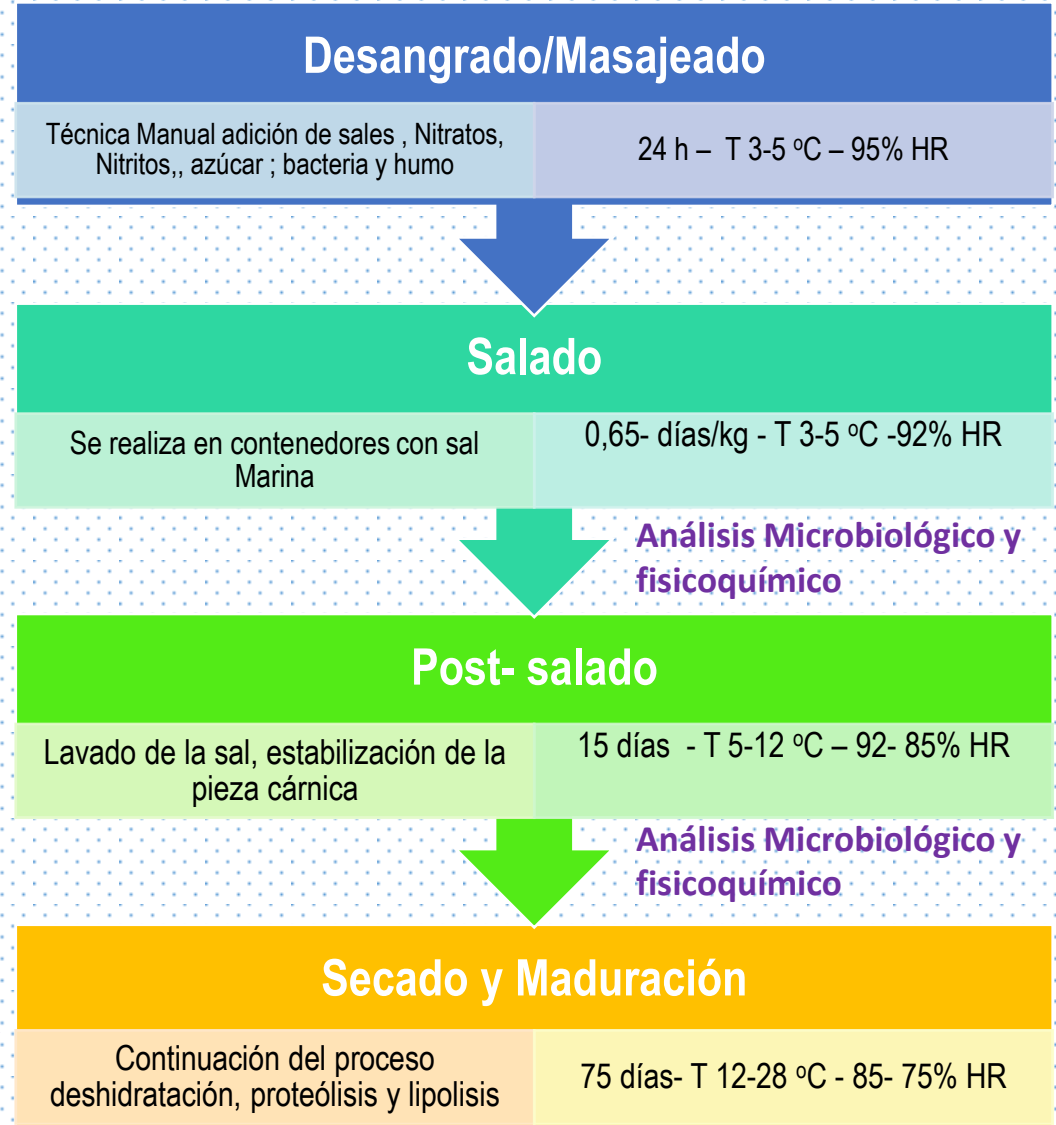 Desangrado/Masajeado
Técnica Manual adición de sales , Nitratos,
Nitritos,, azúcar ; bacteria y humo
24 h – T 3-5 ºC – 95% HR
Salado
Se realiza en contenedores con sal
Marina
0,65- días/kg - T 3-5 ºC -92% HR
Análisis Microbiológico y
fisicoquímico
Post- salado
Lavado de la sal, estabilización de la
pieza cárnica
15 días - T 5-12 ºC – 92- 85% HR
Análisis Microbiológico y
fisicoquímico
Secado y Maduración
Continuación del proceso
deshidratación, proteólisis y lipolisis
75 días- T 12-28 ºC - 85- 75% HR